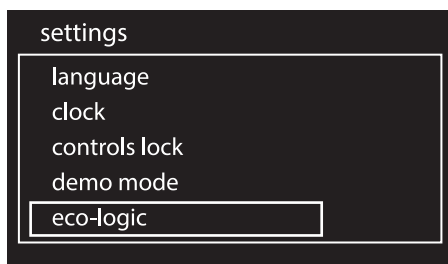 settings
language
clock
controls lock
demo mode
eco-logic